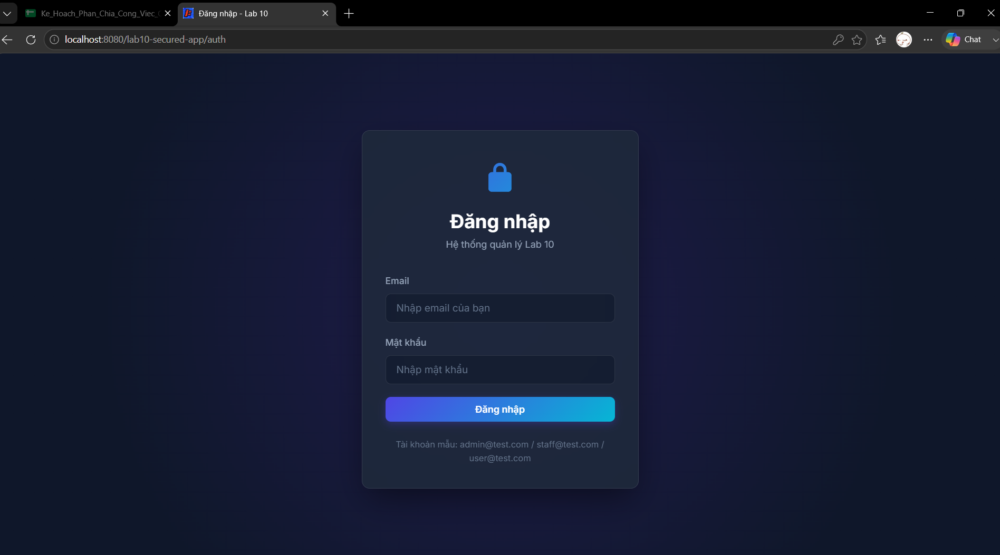 Ke_Hoach_Phan_Chia_Cong_Viec_
Đăng nhập - Lab 10
localhost:8080/lab10-secured-app/auth
Chat
Đăng nhập
Hệ thống quản lý Lab 10
Email
Nhập email của bạn
Mật khẩu
Nhập mật khẩu
Đăng nhập
Tài khoản mẫu: admin@test.com / staff@test.com /
user@test.com